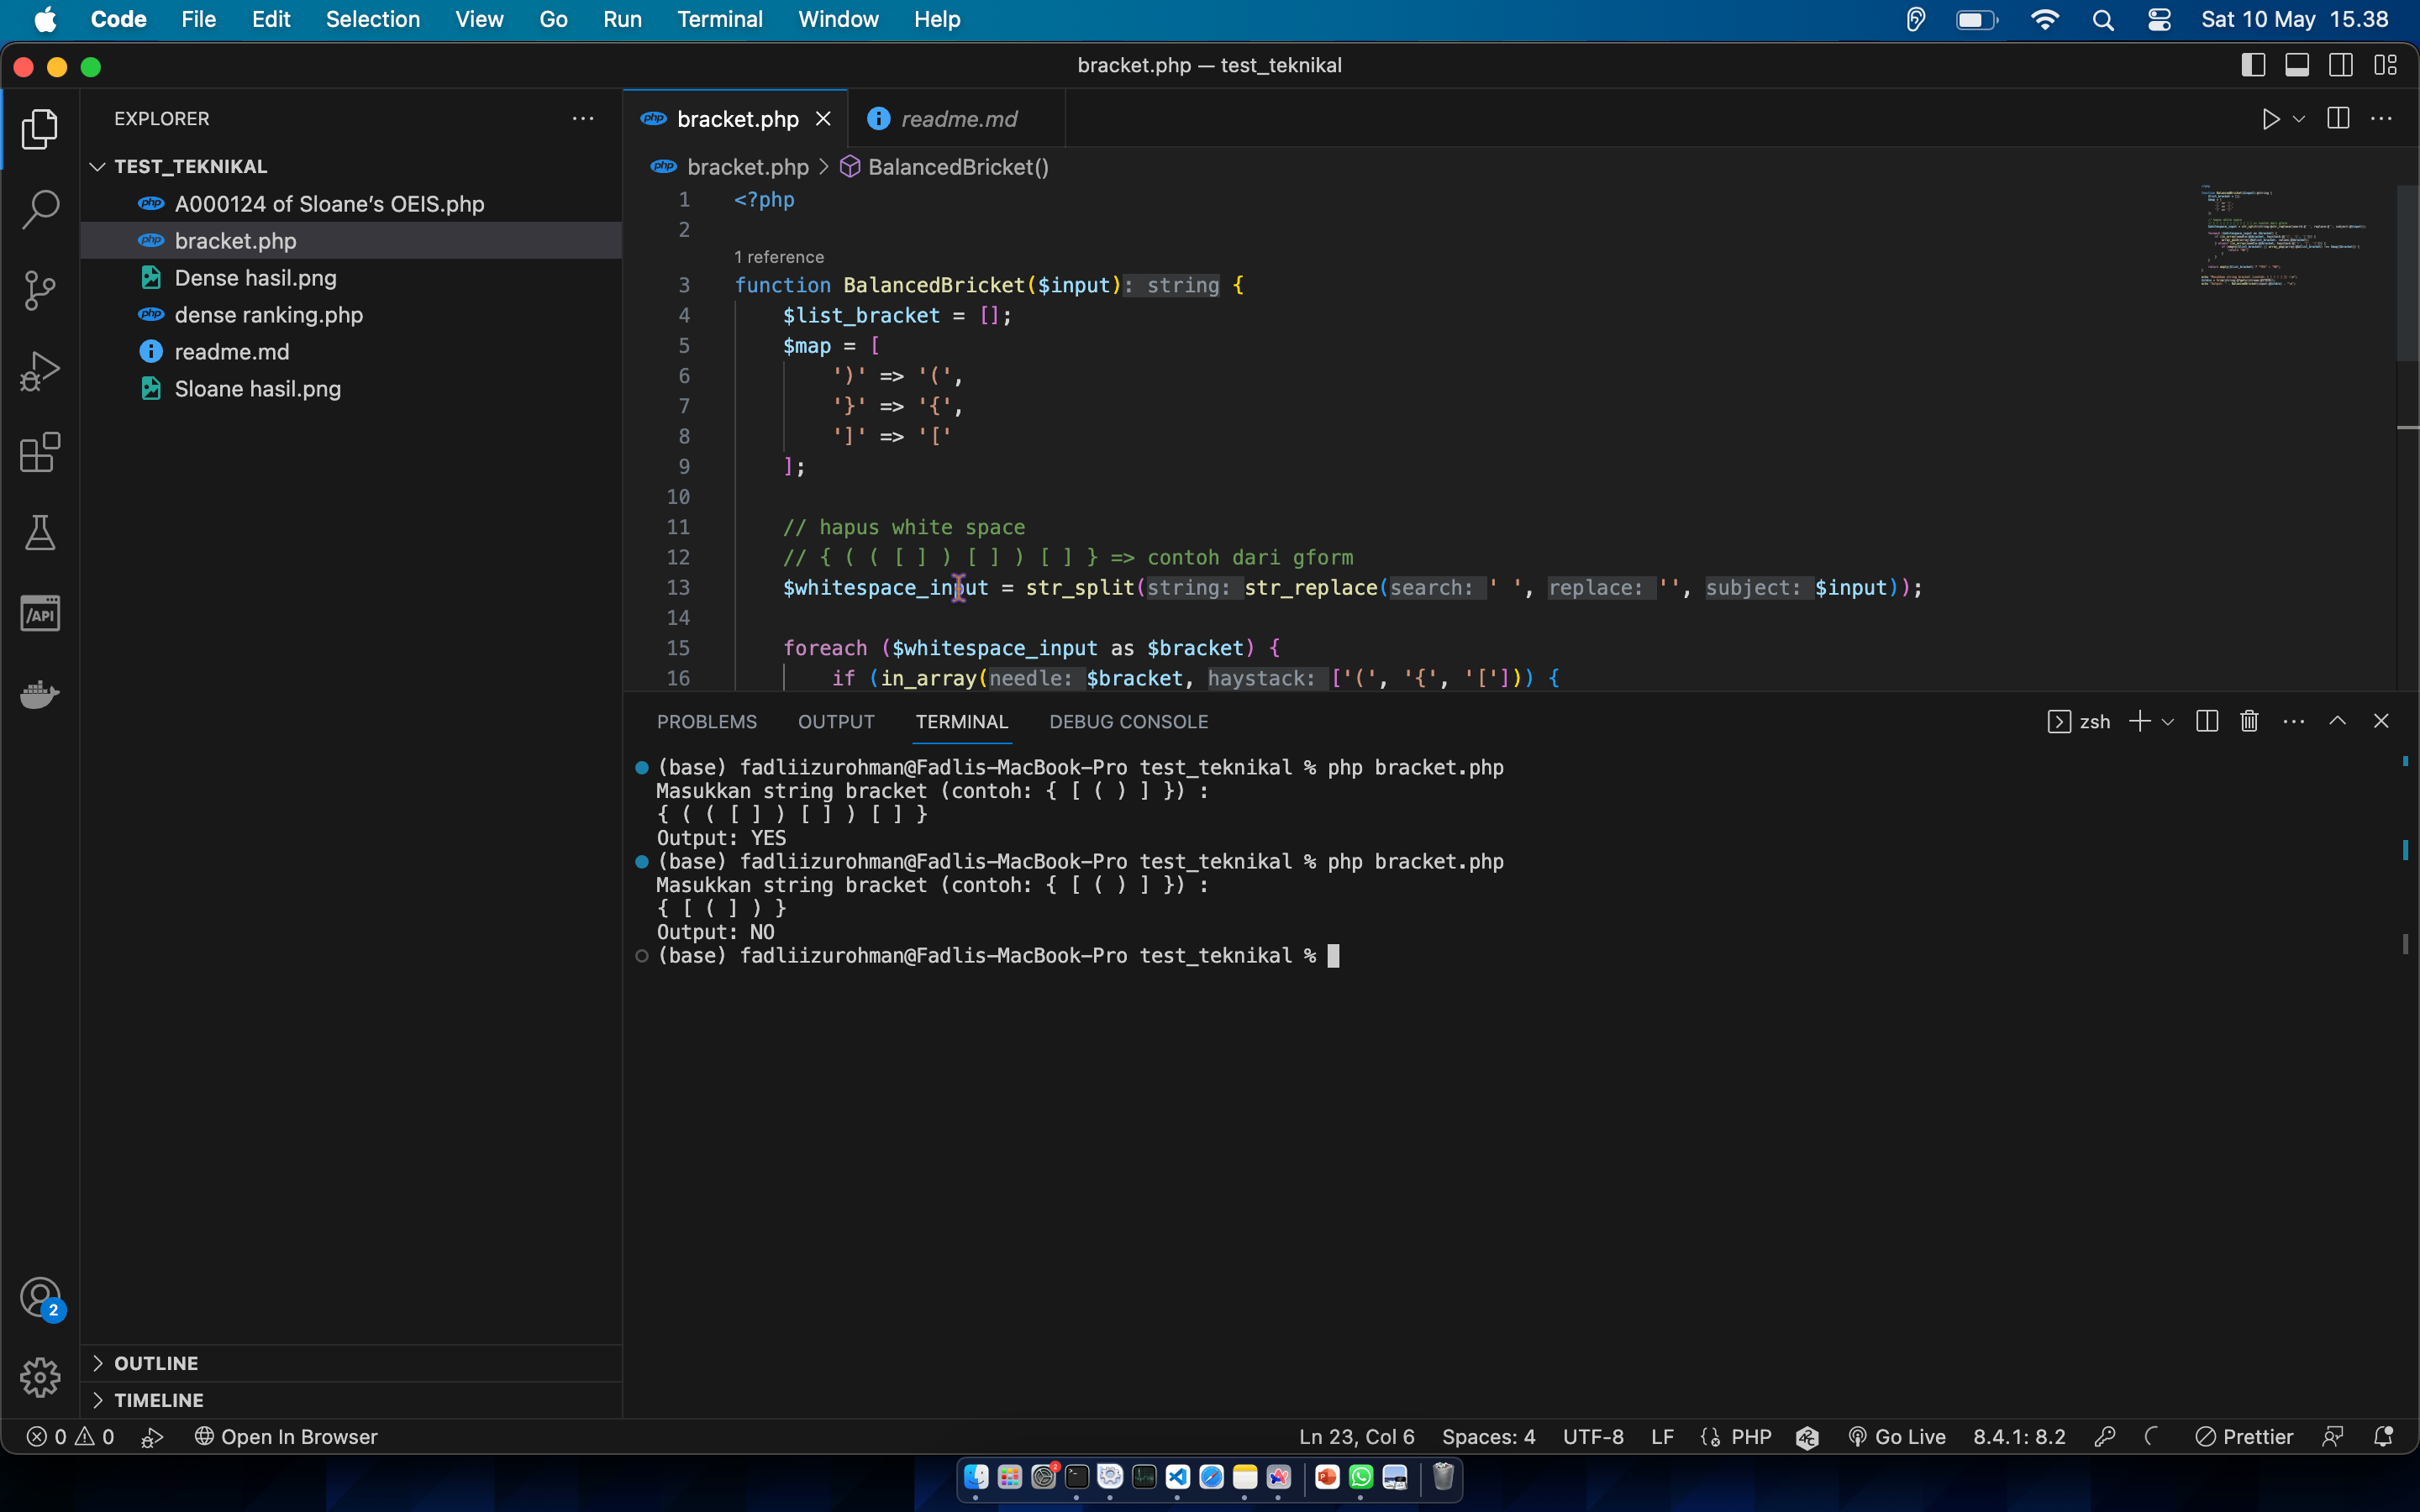 Code File Edit Selection View Go Run Terminal Window Help Sat 10 May 15.38
bracket.php — test_teknikal
EXPLORER
TEST_TEKNIKAL
A000124 of Sloane's OEIS.php
bracket.php
Dense hasil.png
dense ranking.php
readme.md
Sloane hasil.png
OUTLINE
TIMELINE
bracket.php readme.md
bracket.php > BalancedBricket()
1 <?php
2
1 reference
3 function BalancedBricket($input): string {
4 $list_bracket = [];
5 $map = [
6 ')' => '(',
7 '}' => '{',
8 ']' => '['
9 ];
10
11 // hapus white space
12 // { ( ( [ ] ) [ ] ) [ ] } => contoh dari gform
13 $whitespace_input = str_split(string: str_replace(search: ' ', replace: '', subject: $input));
14
15 foreach ($whitespace_input as $bracket) {
16 if (in_array(needle: $bracket, haystack: ['(', '{', '['])) {
PROBLEMS OUTPUT TERMINAL DEBUG CONSOLE zsh
(base) fadliizurohman@Fadlis-MacBook-Pro test_teknikal % php bracket.php
Masukkan string bracket (contoh: { [ ( ) ] }) :
{ ( ( [ ] ) [ ] ) [ ] }
Output: YES
(base) fadliizurohman@Fadlis-MacBook-Pro test_teknikal % php bracket.php
Masukkan string bracket (contoh: { [ ( ) ] }) :
{ [ ( ] ) }
Output: NO
(base) fadliizurohman@Fadlis-MacBook-Pro test_teknikal %
/API
2
0 0 Open In Browser Ln 23, Col 6 Spaces: 4 UTF-8 LF PHP Go Live 8.4.1: 8.2 Prettier
2